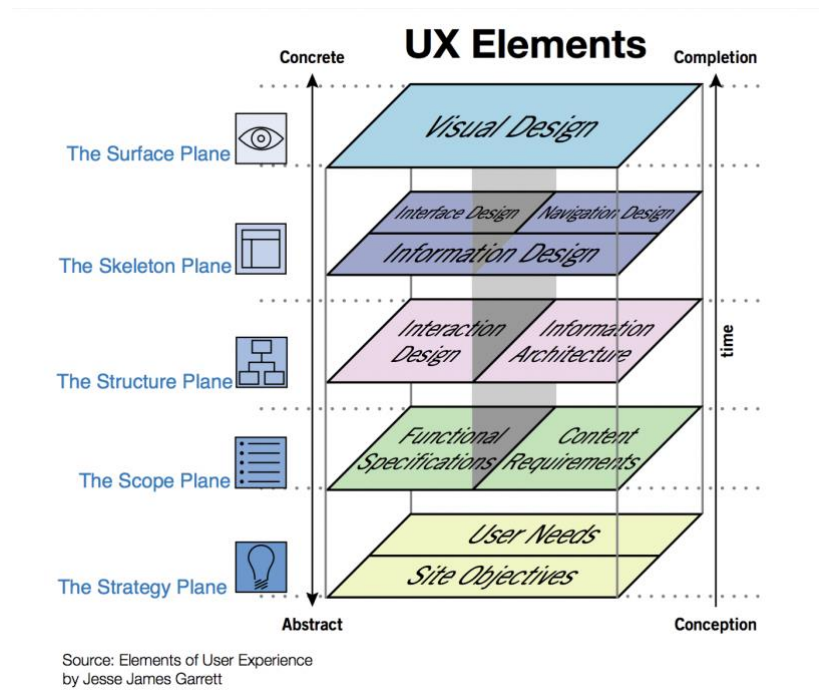 UX Elements
Concrete
Completion
Visual Design
The Surface Plane
Interface Design
Navigation Design
Information Design
The Skeleton Plane
Interaction
Design
Information
Architecture
time
The Structure Plane
Functional
Specifications
Content
Requirements
The Scope Plane
User Needs
Site Objectives
The Strategy Plane
Abstract
Conception
Source: Elements of User Experience
by Jesse James Garrett